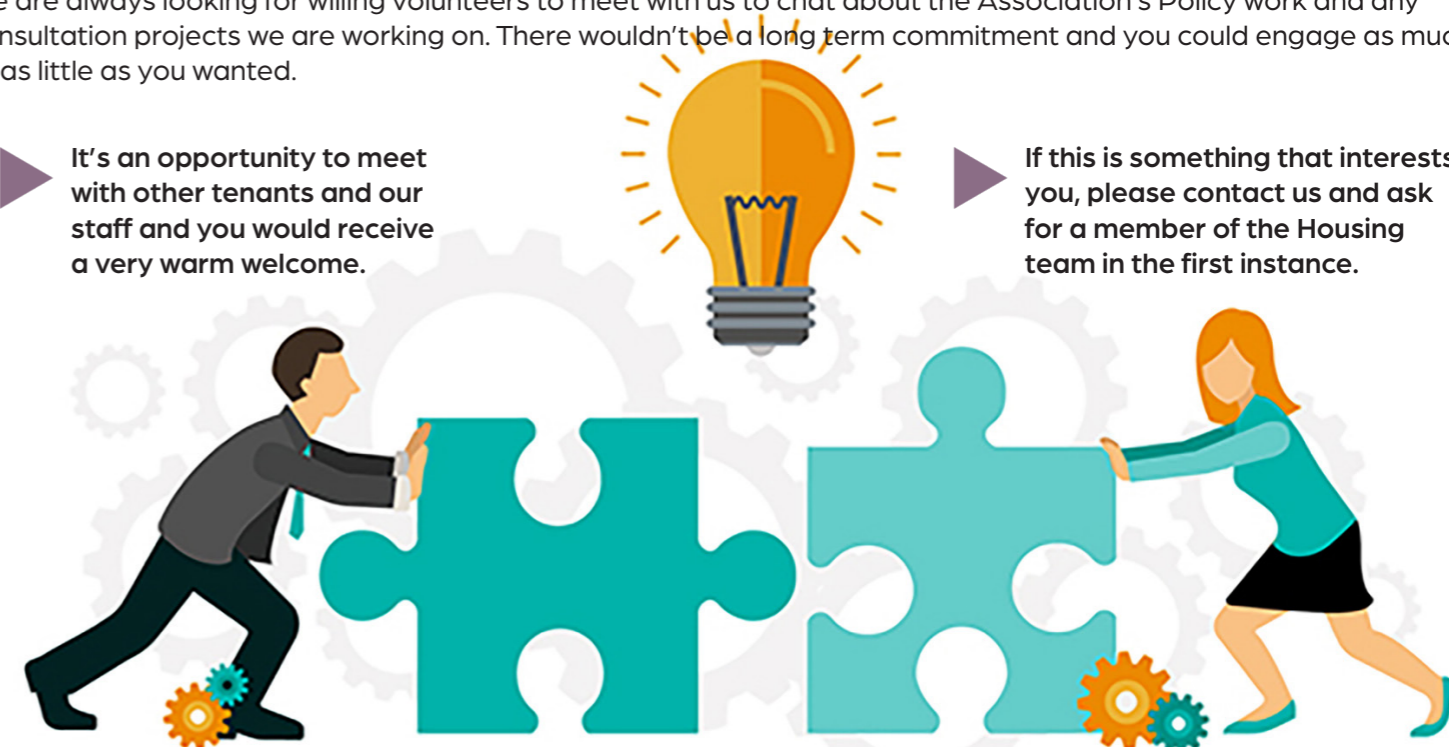 e are always looking for willing volunteers to meet with us to chat about the Association's Policy work and any
nsultation projects we are working on. There wouldn't be a long term commitment and you could engage as muc
as little as you wanted.
It's an opportunity to meet
with other tenants and our
staff and you would receive
a very warm welcome.
If this is something that interests
you, please contact us and ask
for a member of the Housing
team in the first instance.